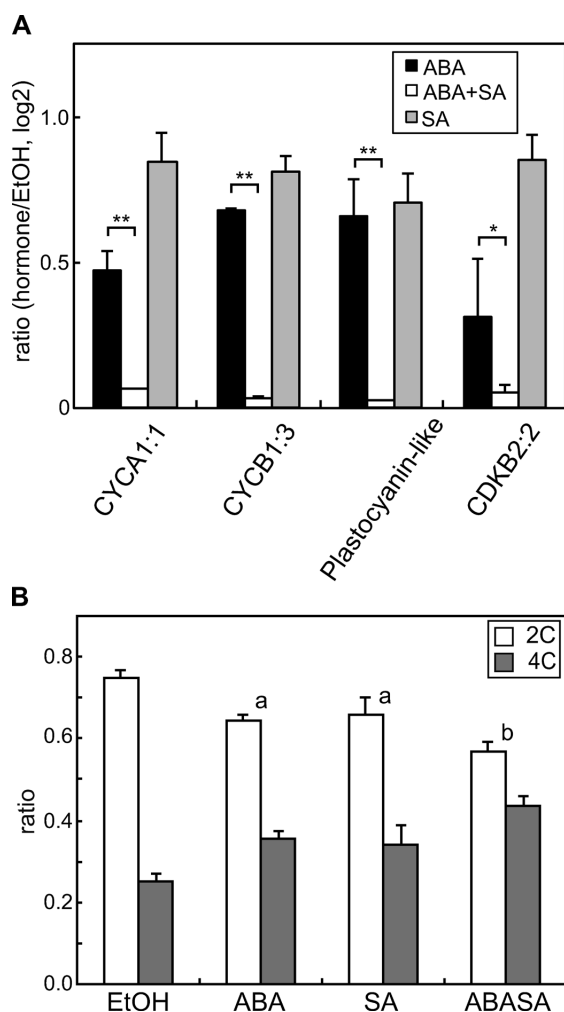 A
ratio (hormone/EtOH, log2)
1.0
0.5
0
ABA
ABA+SA
SA
**
**
**
*
CYCA1:1
CYCB1:3
Plastocyanin-like
CDKB2:2
B
ratio
0.8
0.6
0.4
0.2
0.0
2C
4C
a
a
b
EtOH
ABA
SA
ABASA